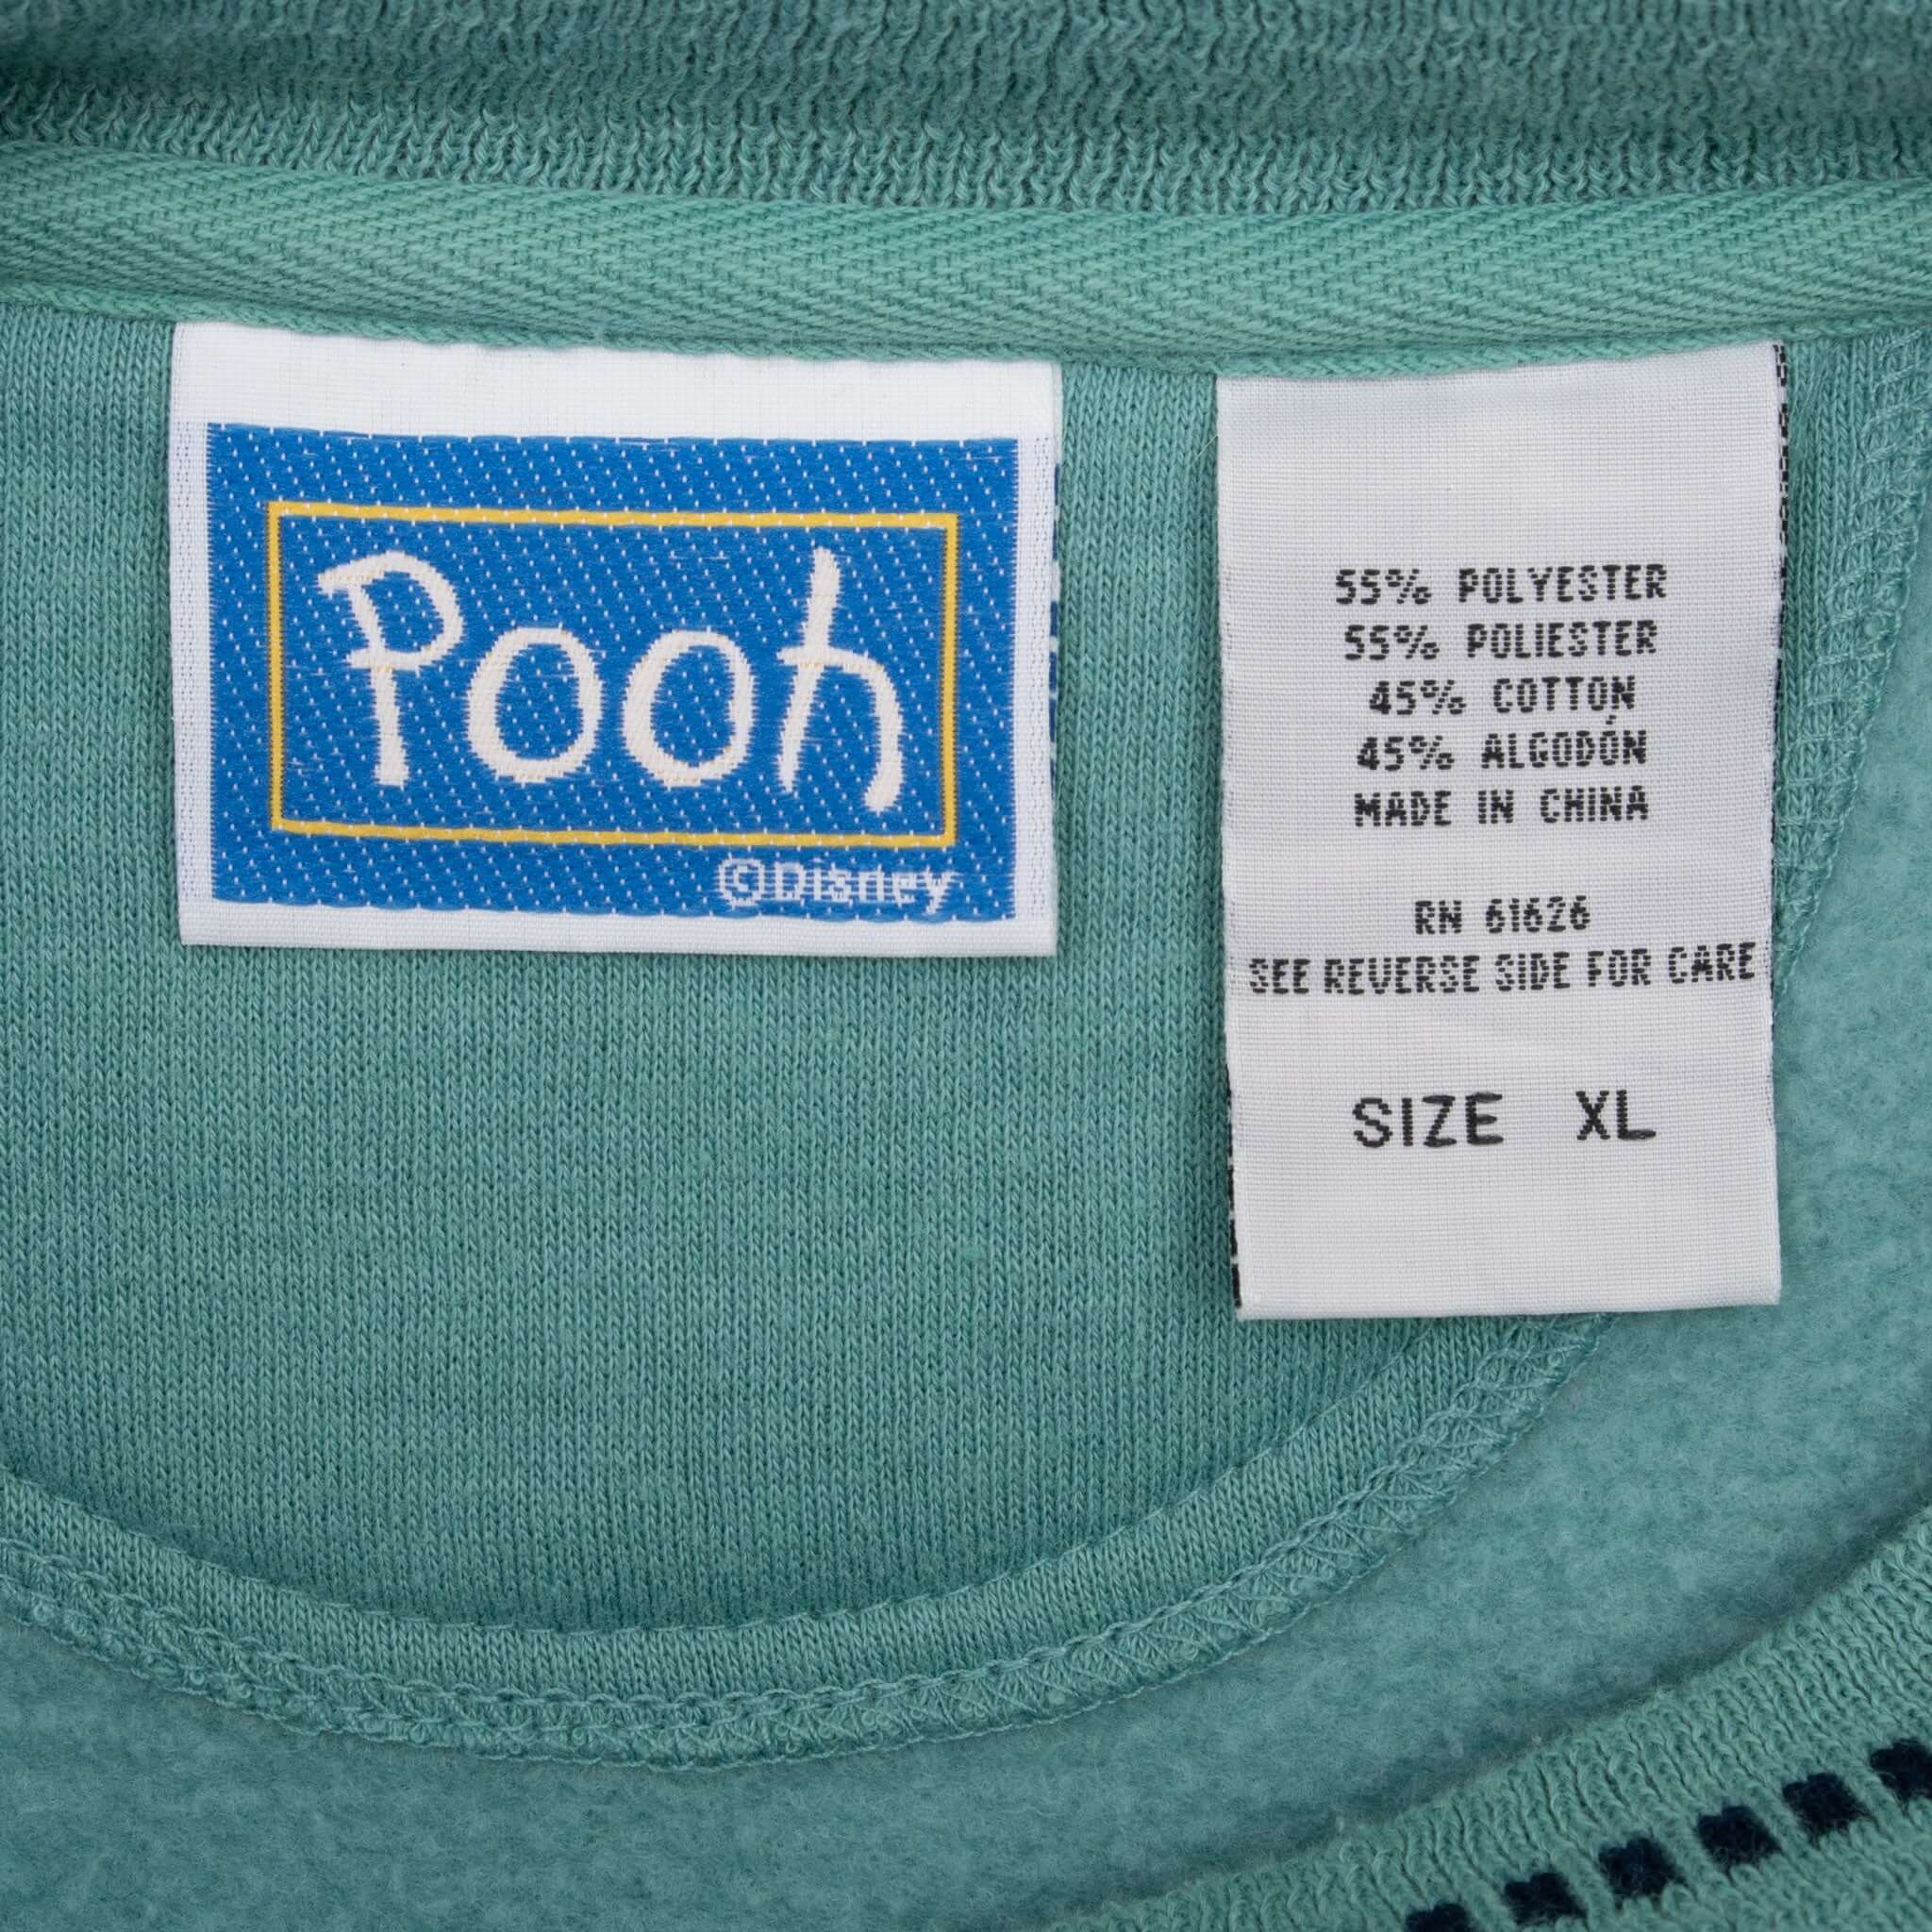 Pooh
©Disney
55% POLYESTER
55% POLIESTER
45% COTTON
45% ALGODÓN
MADE IN CHINA
RN 61626
SEE REVERSE SIDE FOR CARE
SIZE XL